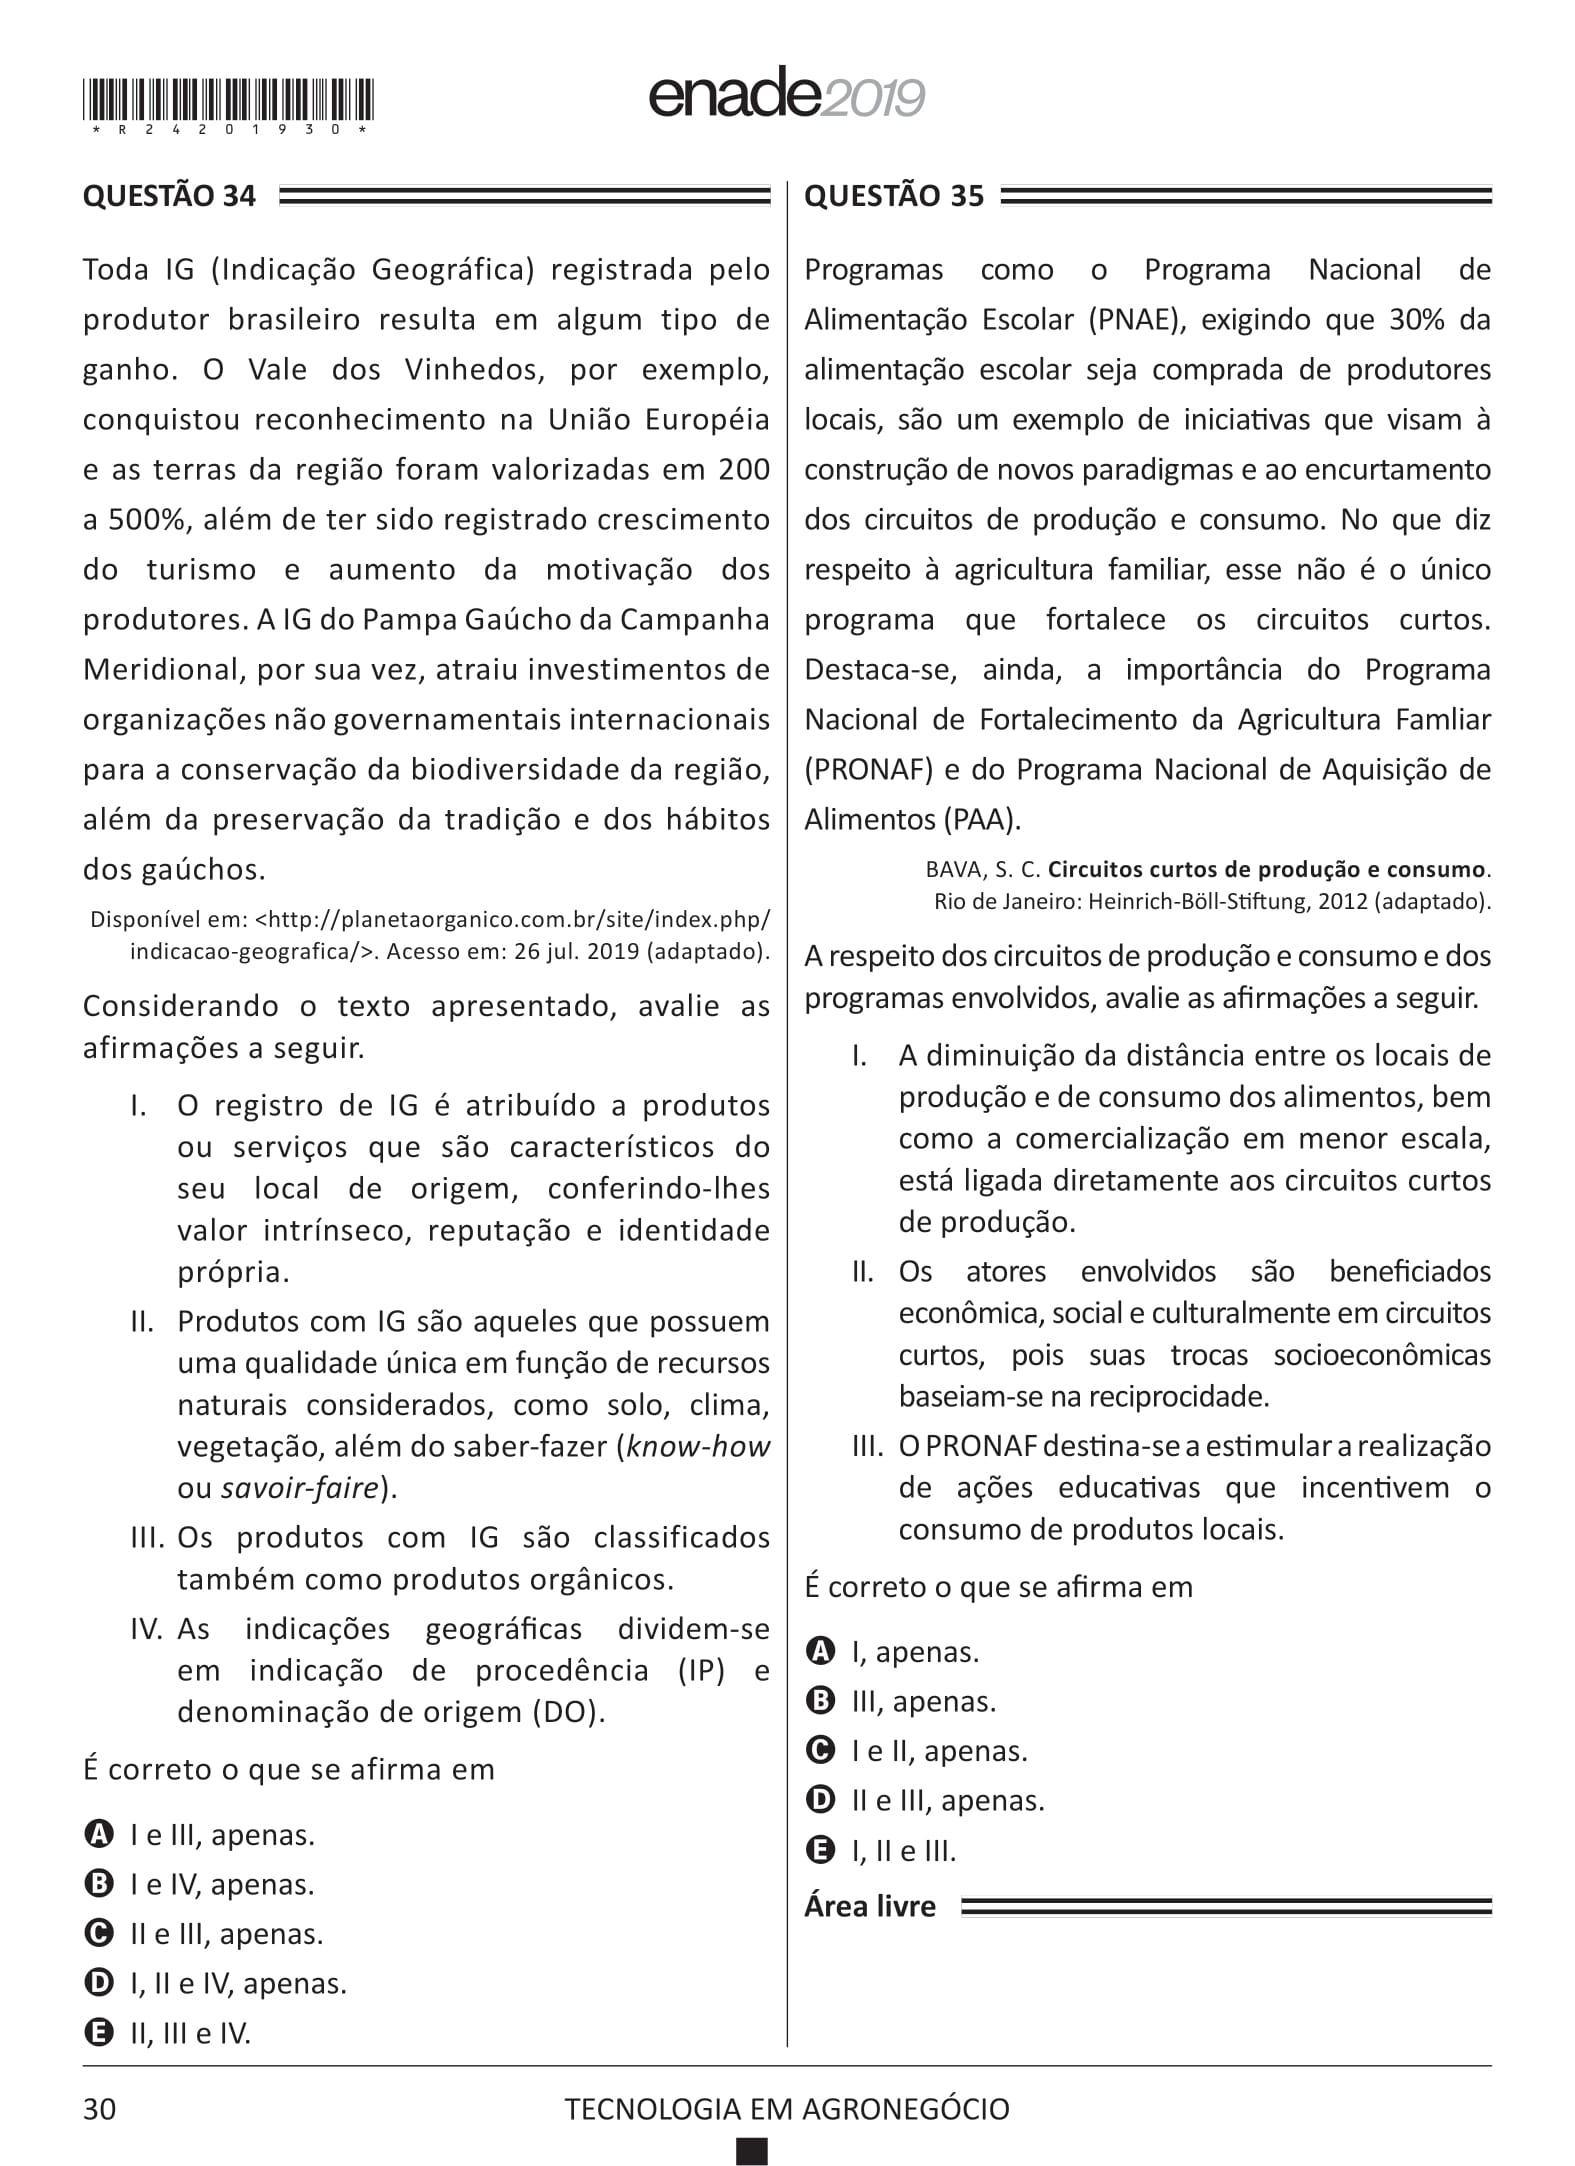 *R24201930*
enade2019
QUESTÃO 34
Toda IG (Indicação Geográfica) registrada pelo
produtor brasileiro resulta em algum tipo de
ganho. O Vale dos Vinhedos, por exemplo,
conquistou reconhecimento na União Européia
e as terras da região foram valorizadas em 200
a 500%, além de ter sido registrado crescimento
do turismo e aumento da motivação dos
produtores. A IG do Pampa Gaúcho da Campanha
Meridional, por sua vez, atraiu investimentos de
organizações não governamentais internacionais
para a conservação da biodiversidade da região,
além da preservação da tradição e dos hábitos
dos gaúchos.
Disponível em: <http://planetaorganico.com.br/site/index.php/
indicacao-geografica/>. Acesso em: 26 jul. 2019 (adaptado).
Considerando o texto apresentado, avalie as
afirmações a seguir.
I. O registro de IG é atribuído a produtos
ou serviços que são característicos do
seu local de origem, conferindo-lhes
valor intrínseco, reputação e identidade
própria.
II. Produtos com IG são aqueles que possuem
uma qualidade única em função de recursos
naturais considerados, como solo, clima,
vegetação, além do saber-fazer (know-how
ou savoir-faire).
III. Os produtos com IG são classificados
também como produtos orgânicos.
IV. As indicações geográficas dividem-se
em indicação de procedência (IP) e
denominação de origem (DO).
É correto o que se afirma em
A I e III, apenas.
B I e IV, apenas.
C II e III, apenas.
D I, II e IV, apenas.
E II, III e IV.
QUESTÃO 35
Programas como o Programa Nacional de
Alimentação Escolar (PNAE), exigindo que 30% da
alimentação escolar seja comprada de produtores
locais, são um exemplo de iniciativas que visam à
construção de novos paradigmas e ao encurtamento
dos circuitos de produção e consumo. No que diz
respeito à agricultura familiar, esse não é o único
programa que fortalece os circuitos curtos.
Destaca-se, ainda, a importância do Programa
Nacional de Fortalecimento da Agricultura Famliar
(PRONAF) e do Programa Nacional de Aquisição de
Alimentos (PAA).
BAVA, S. C. Circuitos curtos de produção e consumo.
Rio de Janeiro: Heinrich-Böll-Stiftung, 2012 (adaptado).
A respeito dos circuitos de produção e consumo e dos
programas envolvidos, avalie as afirmações a seguir.
I. A diminuição da distância entre os locais de
produção e de consumo dos alimentos, bem
como a comercialização em menor escala,
está ligada diretamente aos circuitos curtos
de produção.
II. Os atores envolvidos são beneficiados
econômica, social e culturalmente em circuitos
curtos, pois suas trocas socioeconômicas
baseiam-se na reciprocidade.
III. O PRONAF destina-se a estimular a realização
de ações educativas que incentivem o
consumo de produtos locais.
É correto o que se afirma em
A I, apenas.
B III, apenas.
C I e II, apenas.
D II e III, apenas.
E I, II e III.
Área livre
30
TECNOLOGIA EM AGRONEGÓCIO